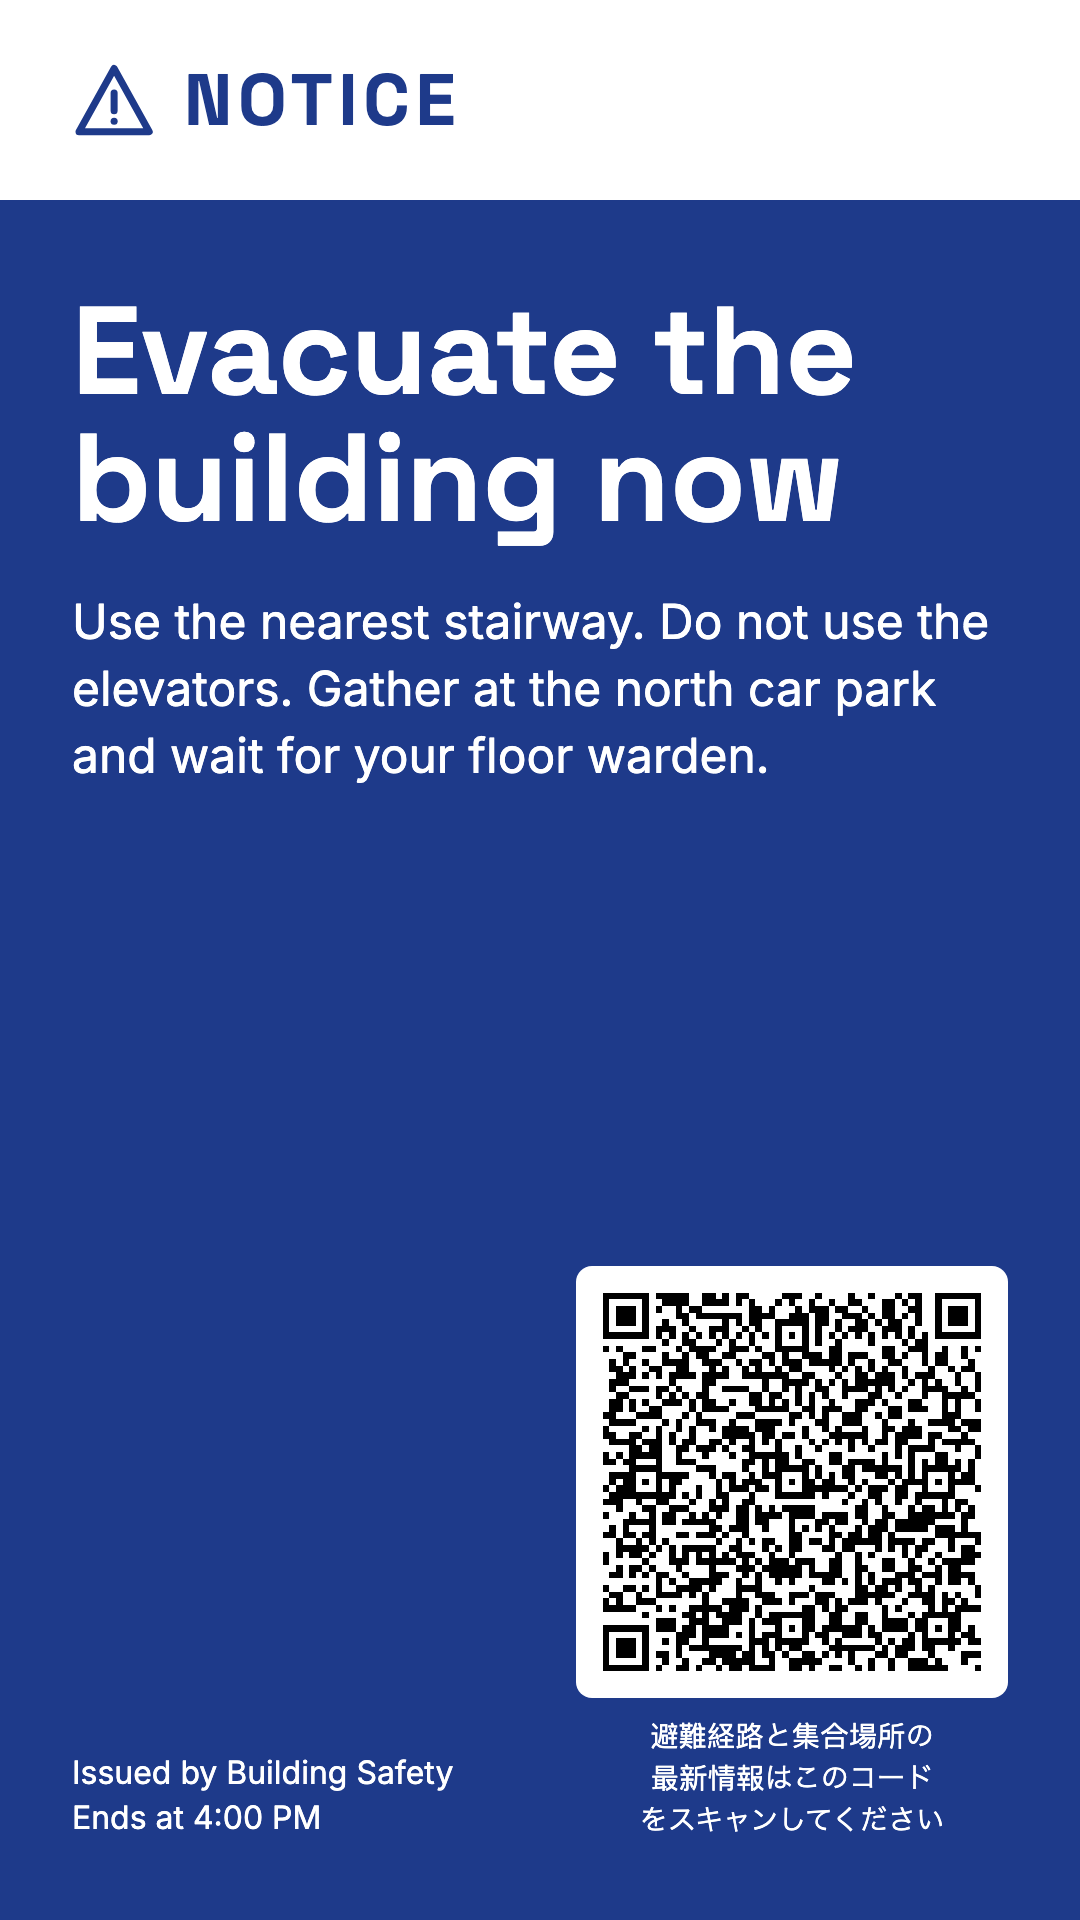 NOTICE
Evacuate the
building now
Use the nearest stairway. Do not use the
elevators. Gather at the north car park
and wait for your floor warden.
Issued by Building Safety
Ends at 4:00 PM
避難経路と集合場所の
最新情報はこのコード
をスキャンしてください